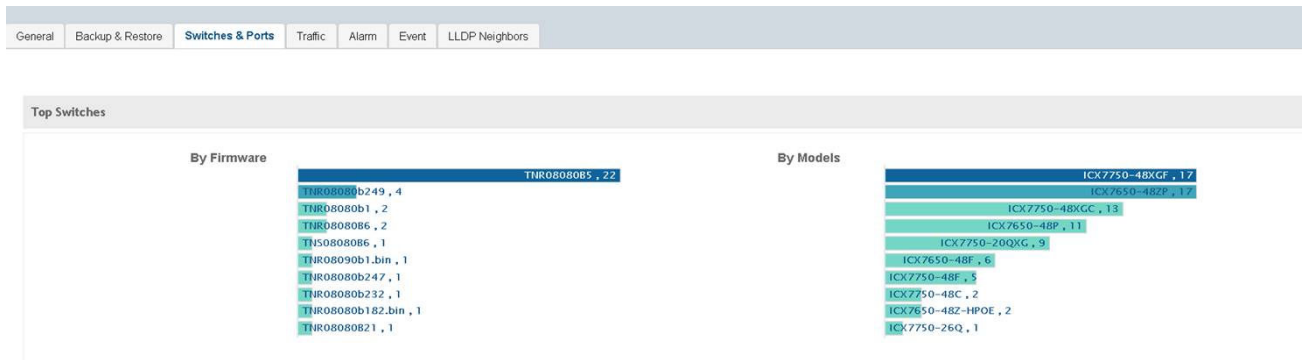 General Backup & Restore Switches & Ports Traffic Alarm Event LLDP Neighbors
Top Switches
By Firmware
TNR08080B5 , 22
TNR08080b249 , 4
TNR08080b1 , 2
TNR08080B6 , 2
TNS08080B6 , 1
TNR08090b1.bin , 1
TNR08080b247 , 1
TNR08080b232 , 1
TNR08080b182.bin , 1
TNR08080B21 , 1
By Models
ICX7750-48XGF , 17
ICX7650-48ZP , 17
ICX7750-48XGC , 13
ICX7650-48P , 11
ICX7750-20QXG , 9
ICX7650-48F , 6
ICX7750-48F , 5
ICX7750-48C , 2
ICX7650-48Z-HPOE , 2
ICX7750-26Q , 1